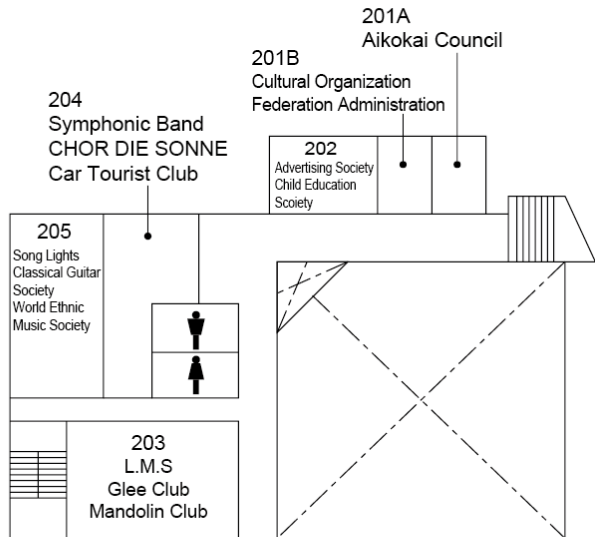 201A
Aikokai Council
201B
Cultural Organization
Federation Administration
204
Symphonic Band
CHOR DIE SONNE
Car Tourist Club
202
Advertising Society
Child Education
Scoiety
205
Song Lights
Classical Guitar
Society
World Ethnic
Music Society
203
L.M.S
Glee Club
Mandolin Club